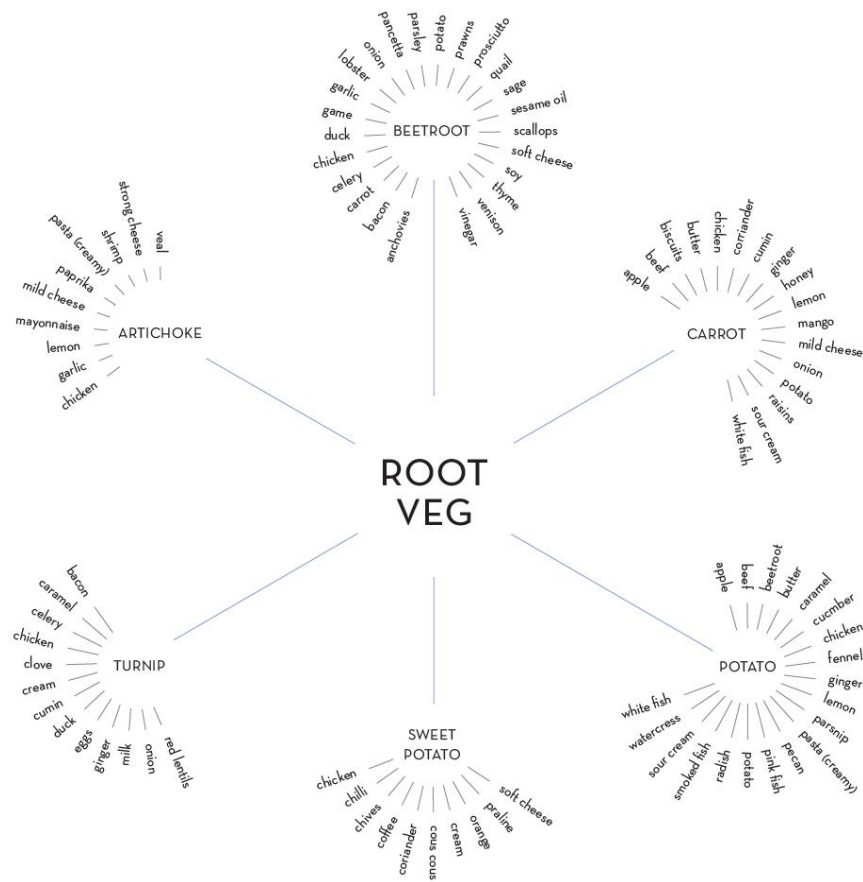 ROOT
VEG
BEETROOT
anchovies
bacon
carrot
celery
chicken
duck
game
garlic
lobster
onion
pancetta
parsley
potato
prawns
prosciutto
quail
sage
sesame oil
scallops
soft cheese
soy
thyme
venison
vinegar
CARROT
apple
beef
biscuits
butter
chicken
corriander
cumin
ginger
honey
lemon
mango
mild cheese
onion
potato
raisins
sour cream
white fish
POTATO
apple
beef
beetroot
butter
caramel
cucmber
chicken
fennel
ginger
lemon
parsnip
pasta (creamy)
pecan
pink fish
potato
radish
smoked fish
sour cream
watercress
white fish
SWEET
POTATO
chicken
chilli
chives
coffee
coriander
cous cous
cream
orange
praline
soft cheese
TURNIP
bacon
caramel
celery
chicken
clove
cream
cumin
duck
eggs
ginger
milk
onion
red lentils
ARTICHOKE
chicken
garlic
lemon
mayonnaise
mild cheese
paprika
pasta (creamy)
shrimp
strong cheese
veal